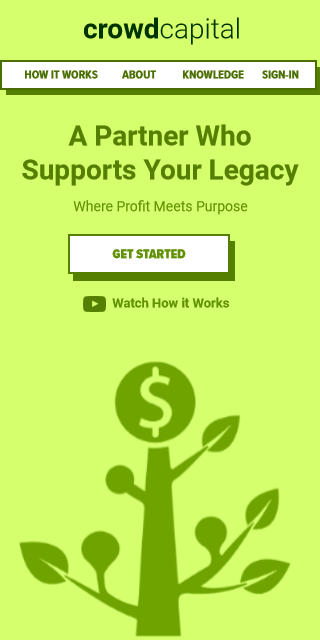 crowdcapital
HOW IT WORKS ABOUT KNOWLEDGE SIGN-IN
A Partner Who
Supports Your Legacy
Where Profit Meets Purpose
GET STARTED
Watch How it Works
$